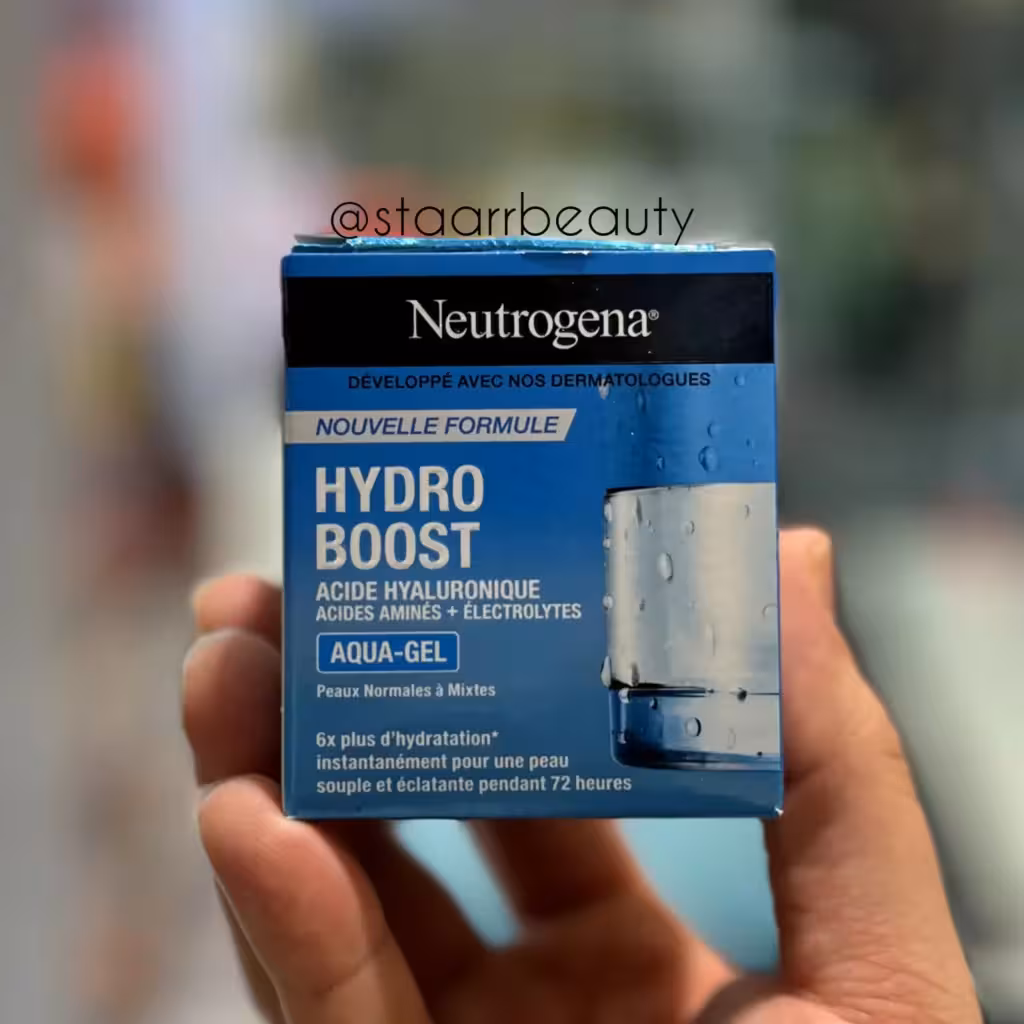 @staarrbeauty
Neutrogena®
DÉVELOPPÉ AVEC NOS DERMATOLOGUES
NOUVELLE FORMULE
HYDRO
BOOST
ACIDE HYALURONIQUE
ACIDES AMINÉS + ÉLECTROLYTES
AQUA-GEL
Peaux Normales à Mixtes
6x plus d'hydratation*
instantanément pour une peau
souple et éclatante pendant 72 heures